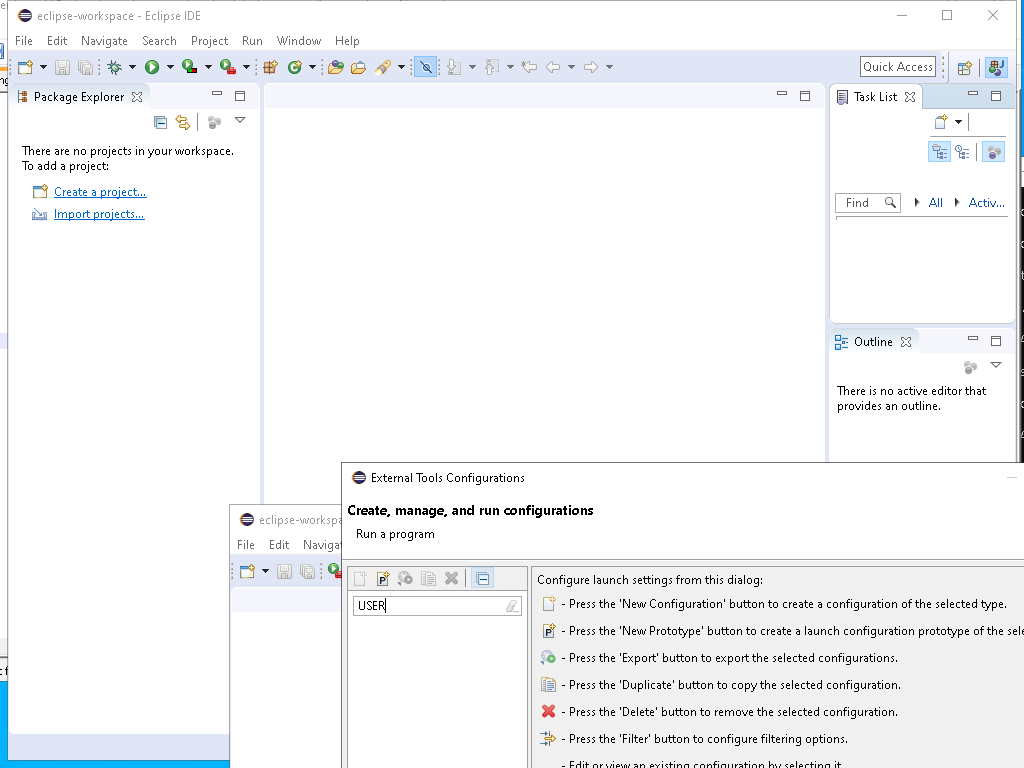 eclipse-workspace - Eclipse IDE
File Edit Navigate Search Project Run Window Help
Quick Access
Package Explorer
There are no projects in your workspace.
To add a project:
Create a project...
Import projects...
Task List
Find All Activ...
Outline
There is no active editor that
provides an outline.
eclipse-workspa
File Edit Naviga
External Tools Configurations
Create, manage, and run configurations
Run a program
USER
Configure launch settings from this dialog:
- Press the 'New Configuration' button to create a configuration of the selected type.
- Press the 'New Prototype' button to create a launch configuration prototype of the sele
- Press the 'Export' button to export the selected configurations.
- Press the 'Duplicate' button to copy the selected configuration.
- Press the 'Delete' button to remove the selected configuration.
- Press the 'Filter' button to configure filtering options.
- Edit or view an existing configuration by selecting it.